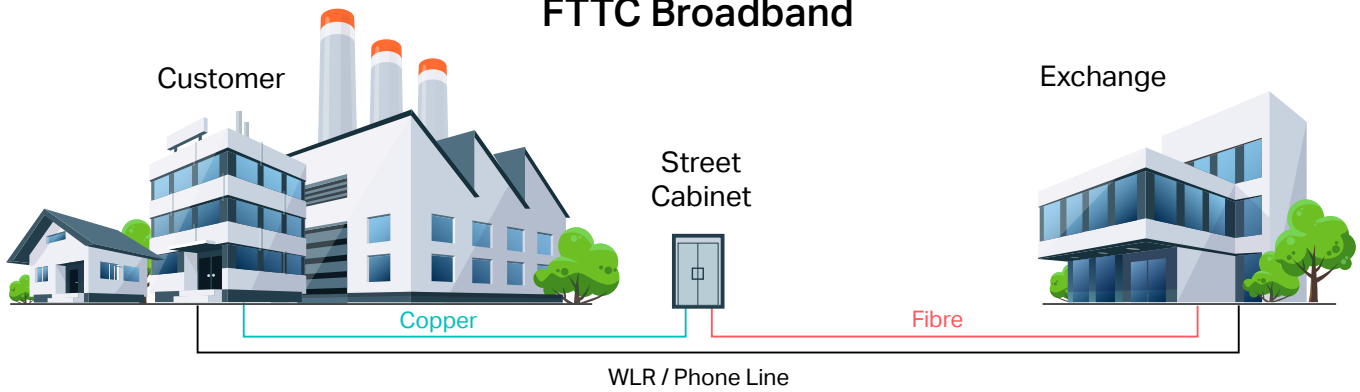 FTTC Broadband
Customer
Exchange
Street
Cabinet
Copper
Fibre
WLR / Phone Line